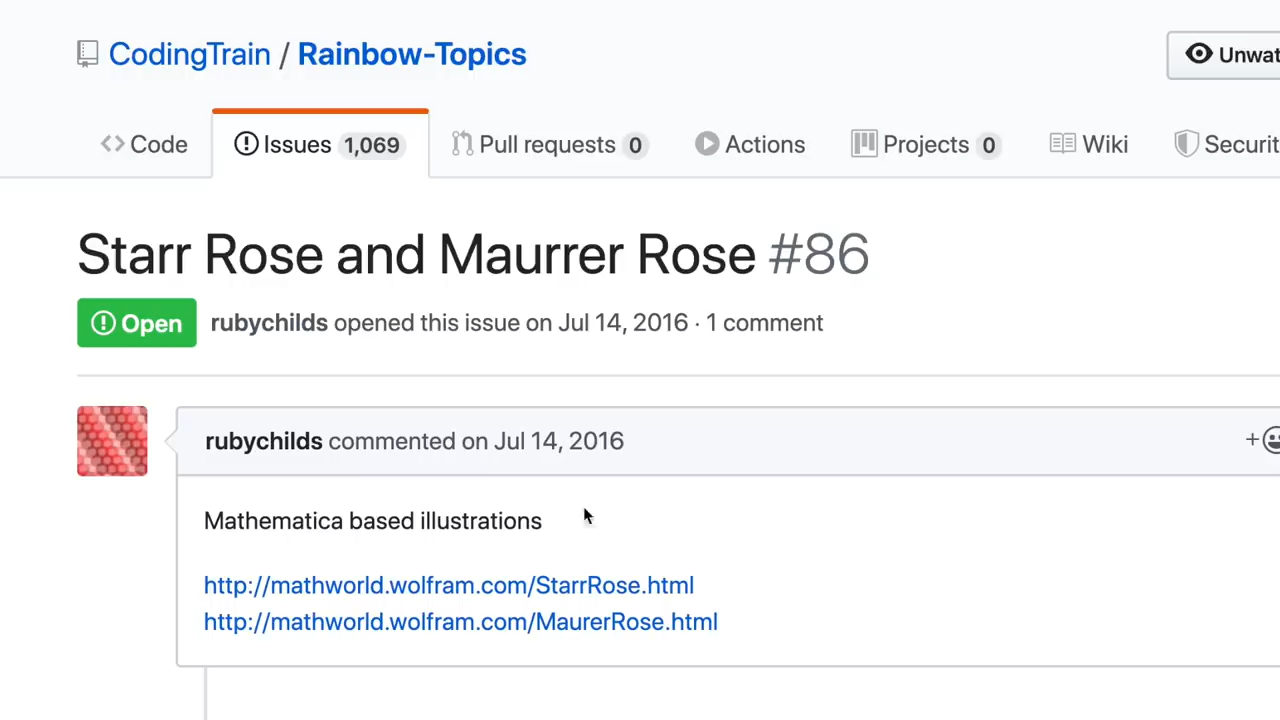 CodingTrain / Rainbow-Topics
Unwat
Code
Issues 1,069
Pull requests 0
Actions
Projects 0
Wiki
Securit
Starr Rose and Maurrer Rose #86
Open
rubychilds opened this issue on Jul 14, 2016 · 1 comment
rubychilds commented on Jul 14, 2016
Mathematica based illustrations
http://mathworld.wolfram.com/StarrRose.html
http://mathworld.wolfram.com/MaurerRose.html